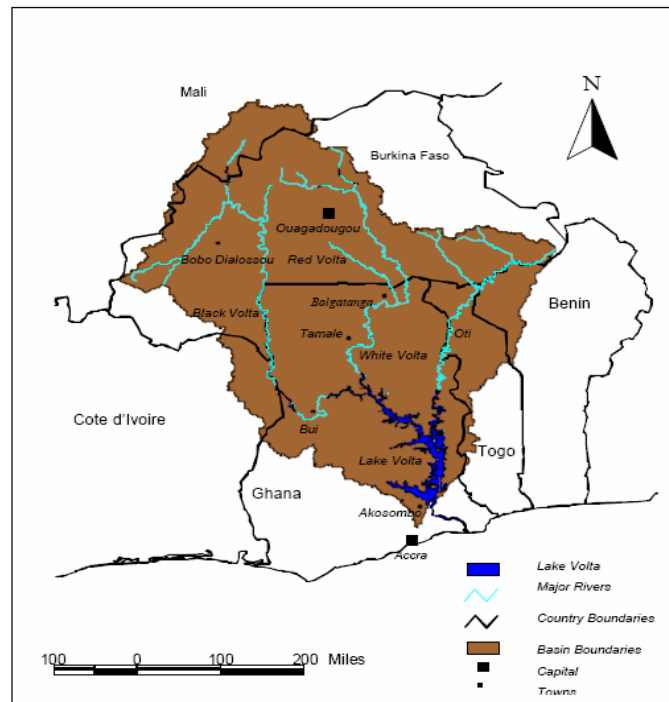 Mali
N
Burkina Faso
Ouagadougou
Bobo Dialossou
Red Volta
Bolgatanga
Benin
Black Volta
Tamale
Oti
White Volta
Cote d'Ivoire
Bui
Togo
Lake Volta
Ghana
Akosombo
Accra
Lake Volta
Major Rivers
Country Boundaries
Basin Boundaries
Capital
Towns
100 0 100 200 Miles